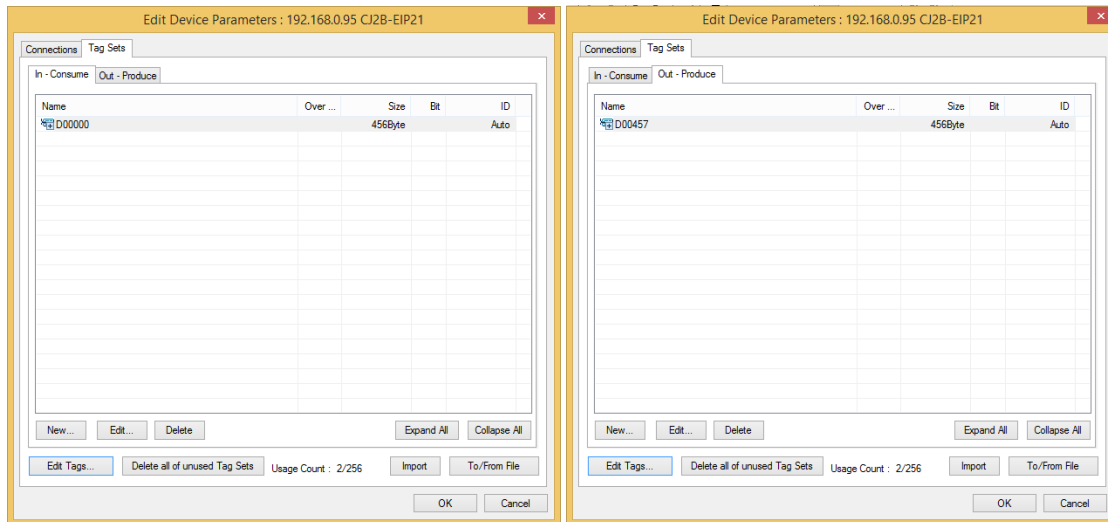 Edit Device Parameters : 192.168.0.95 CJ2B-EIP21
Connections Tag Sets
In - Consume Out - Produce
Name Over ... Size Bit ID
D00000 456Byte Auto
New... Edit... Delete Expand All Collapse All
Edit Tags... Delete all of unused Tag Sets Usage Count : 2/256 Import To/From File
OK Cancel
Edit Device Parameters : 192.168.0.95 CJ2B-EIP21
Connections Tag Sets
In - Consume Out - Produce
Name Over ... Size Bit ID
D00457 456Byte Auto
New... Edit... Delete Expand All Collapse All
Edit Tags... Delete all of unused Tag Sets Usage Count : 2/256 Import To/From File
OK Cancel